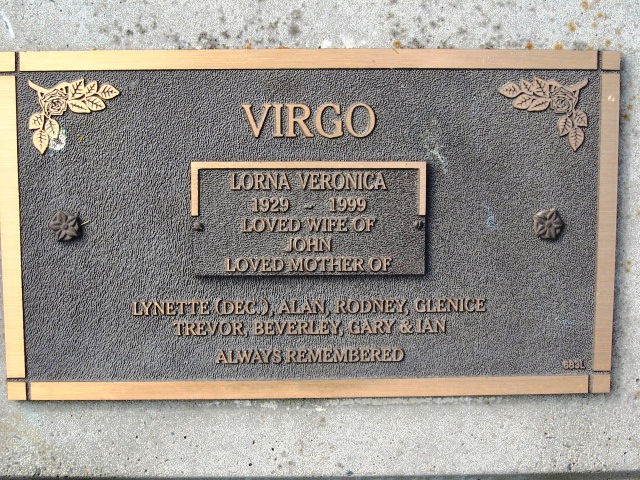 VIRGO
LORNA VERONICA
1929 ~ 1999
LOVED WIFE OF
JOHN
LOVED MOTHER OF
LYNETTE (DEC.), ALAN, RODNEY, GLENICE
TREVOR, BEVERLEY, GARY & IAN
ALWAYS REMEMBERED
683L